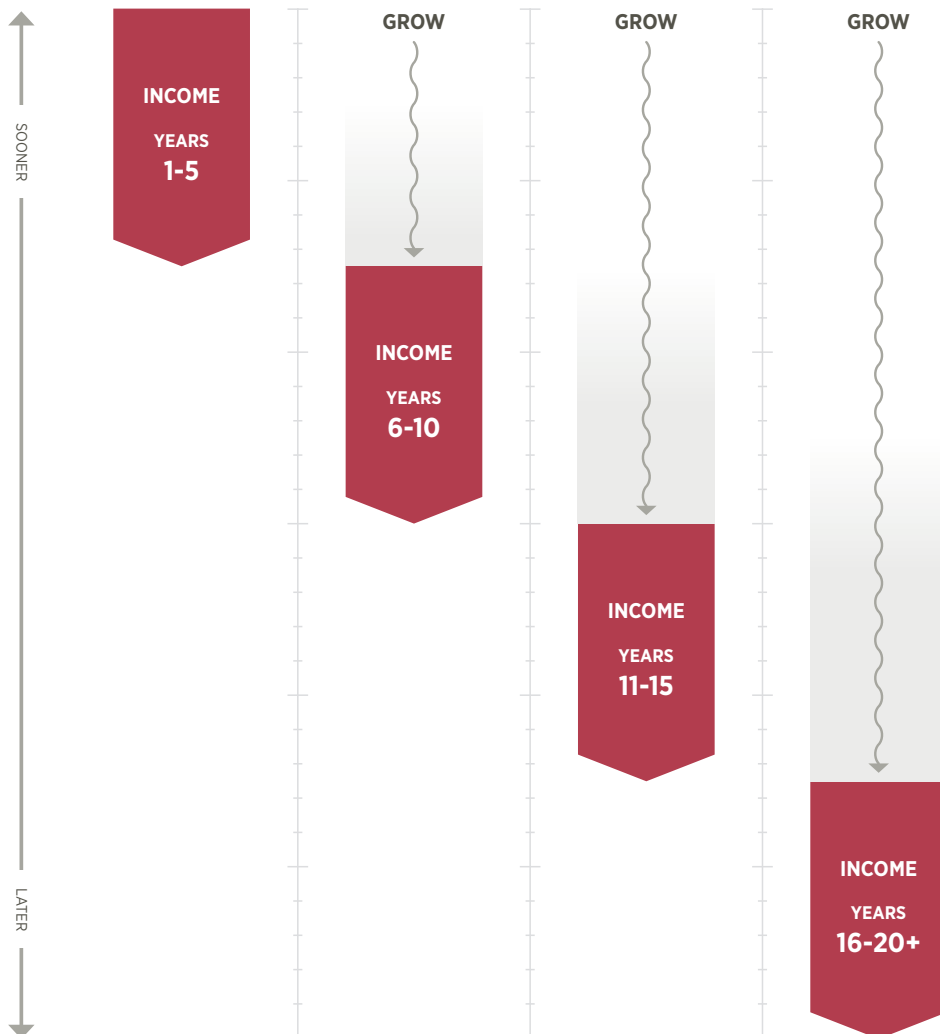 SOONER
LATER
INCOME
YEARS
1-5
GROW
INCOME
YEARS
6-10
GROW
INCOME
YEARS
11-15
GROW
INCOME
YEARS
16-20+